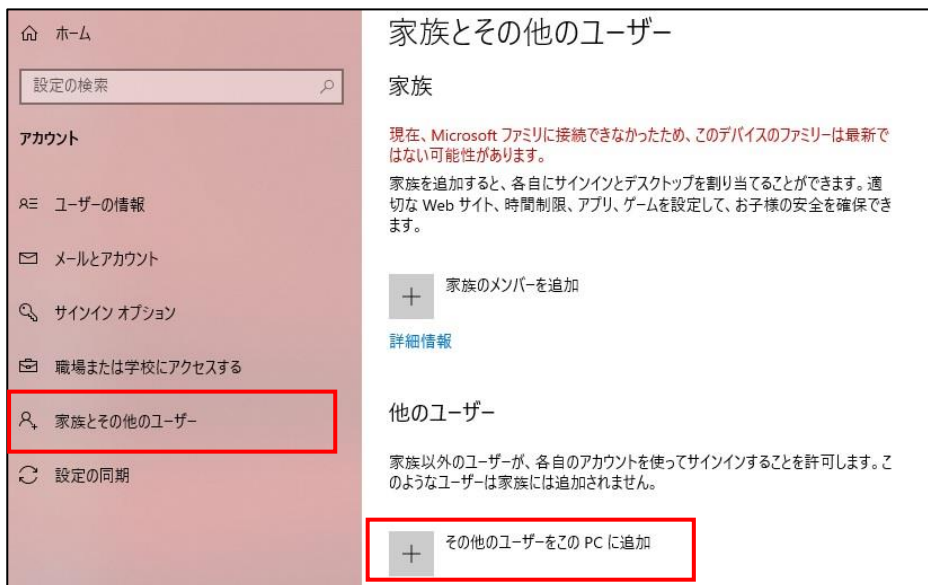 ホーム
設定の検索
アカウント
ユーザーの情報
メールとアカウント
サインイン オプション
職場または学校にアクセスする
家族とその他のユーザー
設定の同期
家族とその他のユーザー
家族
現在、Microsoft ファミリに接続できなかったため、このデバイスのファミリーは最新で
はない可能性があります。
家族を追加すると、各自にサインインとデスクトップを割り当てることができます。適
切な Web サイト、時間制限、アプリ、ゲームを設定して、お子様の安全を確保でき
ます。
家族のメンバーを追加
詳細情報
他のユーザー
家族以外のユーザーが、各自のアカウントを使ってサインインすることを許可します。こ
のようなユーザーは家族には追加されません。
その他のユーザーをこの PC に追加